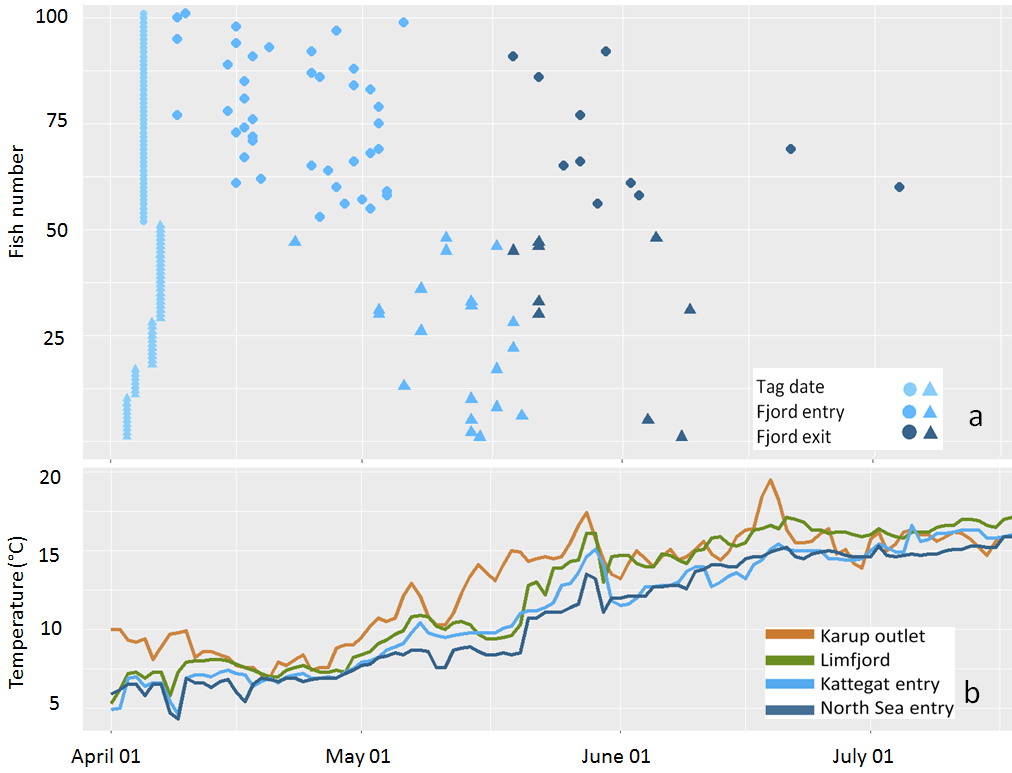 100
75
50
25
Fish number
Tag date
Fjord entry
Fjord exit
a
20
15
10
5
Temperature (°C)
Karup outlet
Limfjord
Kattegat entry
North Sea entry
b
April 01
May 01
June 01
July 01